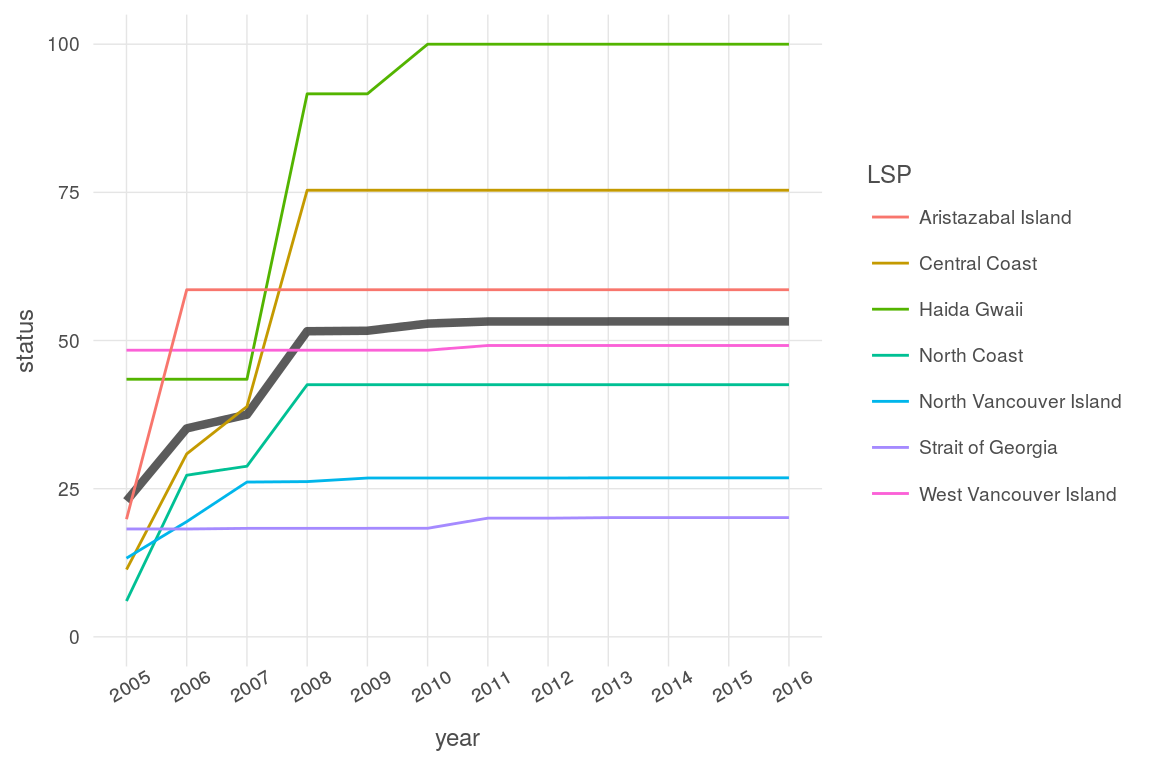 100
75
50
25
0
status
2005 2006 2007 2008 2009 2010 2011 2012 2013 2014 2015 2016
year
LSP
Aristazabal Island
Central Coast
Haida Gwaii
North Coast
North Vancouver Island
Strait of Georgia
West Vancouver Island